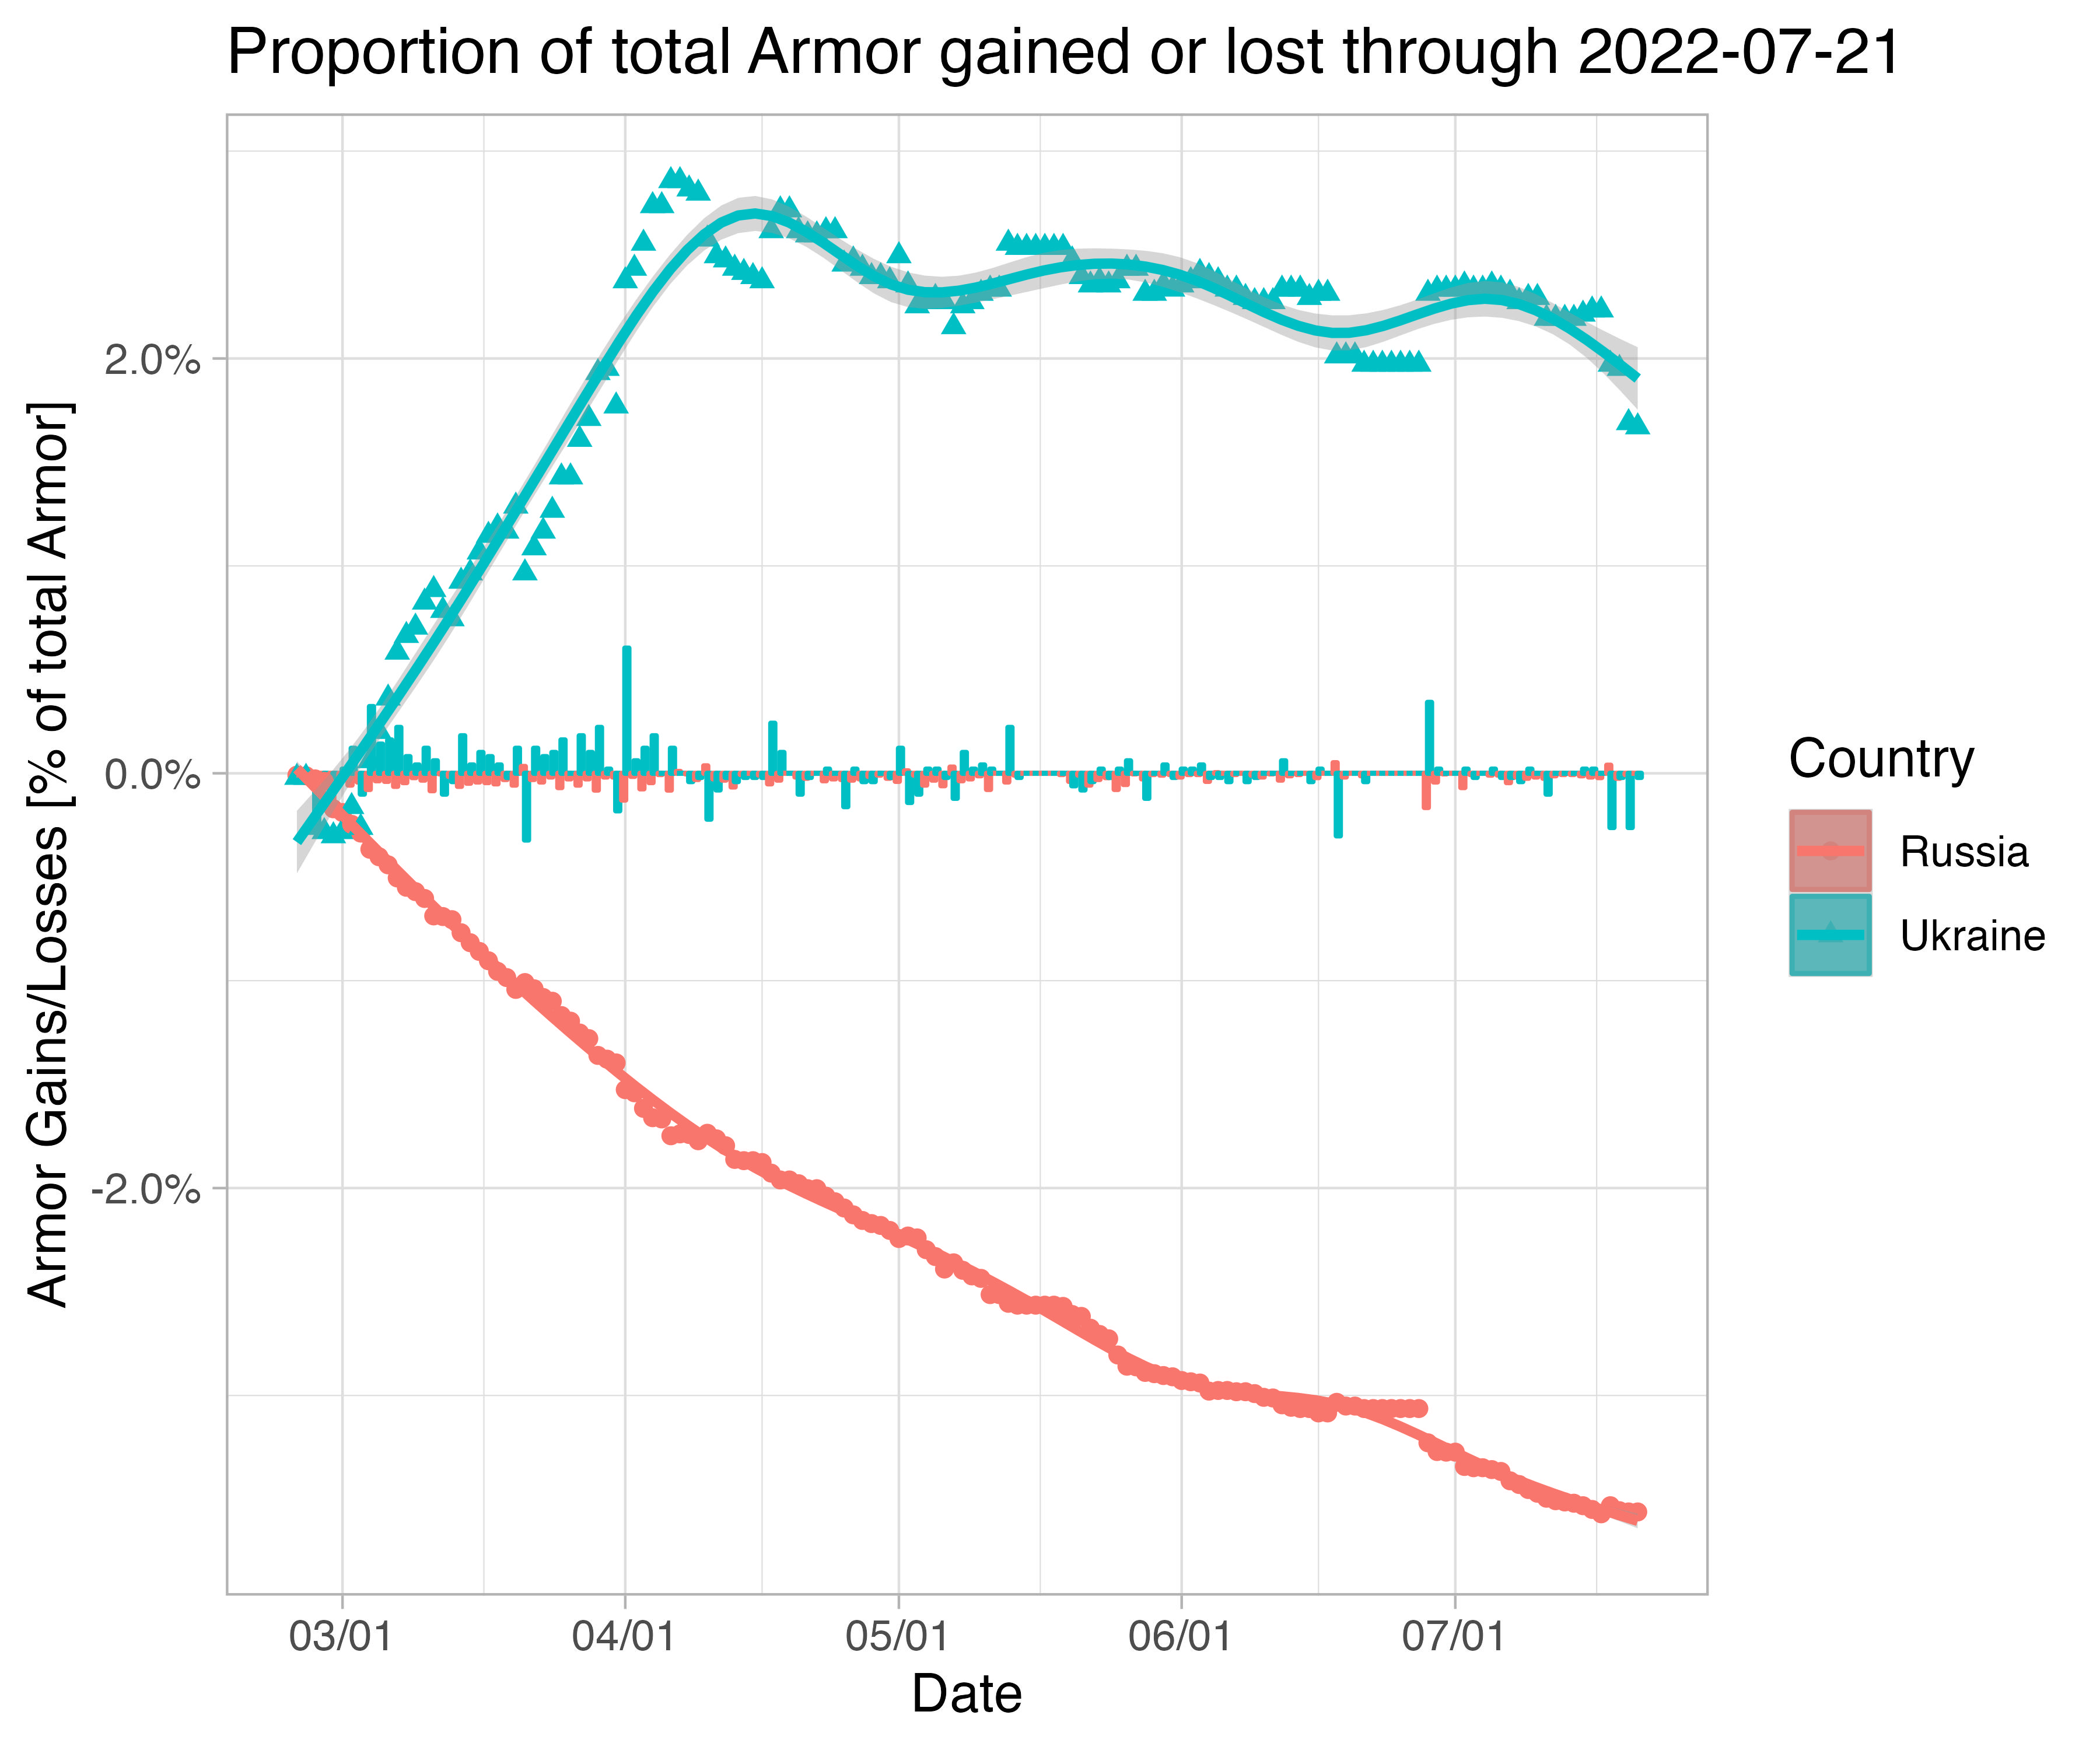 Proportion of total Armor gained or lost through 2022-07-21
Armor Gains/Losses [% of total Armor]
2.0%
0.0%
-2.0%
03/01
04/01
05/01
06/01
07/01
Date
Country
Russia
Ukraine